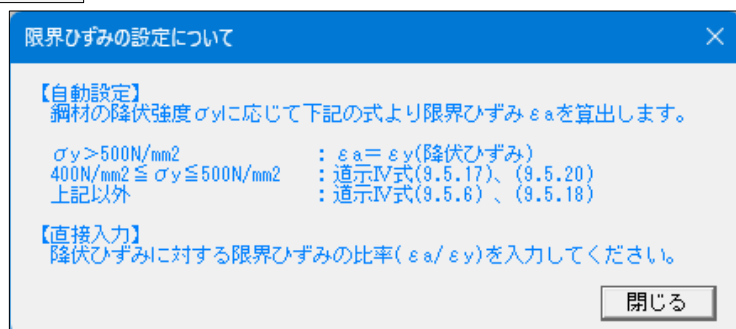 限界ひずみの設定について
【自動設定】
鋼材の降伏強度σyに応じて下記の式より限界ひずみεaを算出します。
σy＞500N/mm2 : εa＝εy(降伏ひずみ)
400N/mm2≦σy≦500N/mm2 : 道示Ⅳ式(9.5.17)、(9.5.20)
上記以外 : 道示Ⅳ式(9.5.6) 、(9.5.18)
【直接入力】
降伏ひずみに対する限界ひずみの比率(εa/εy)を入力してください。
閉じる